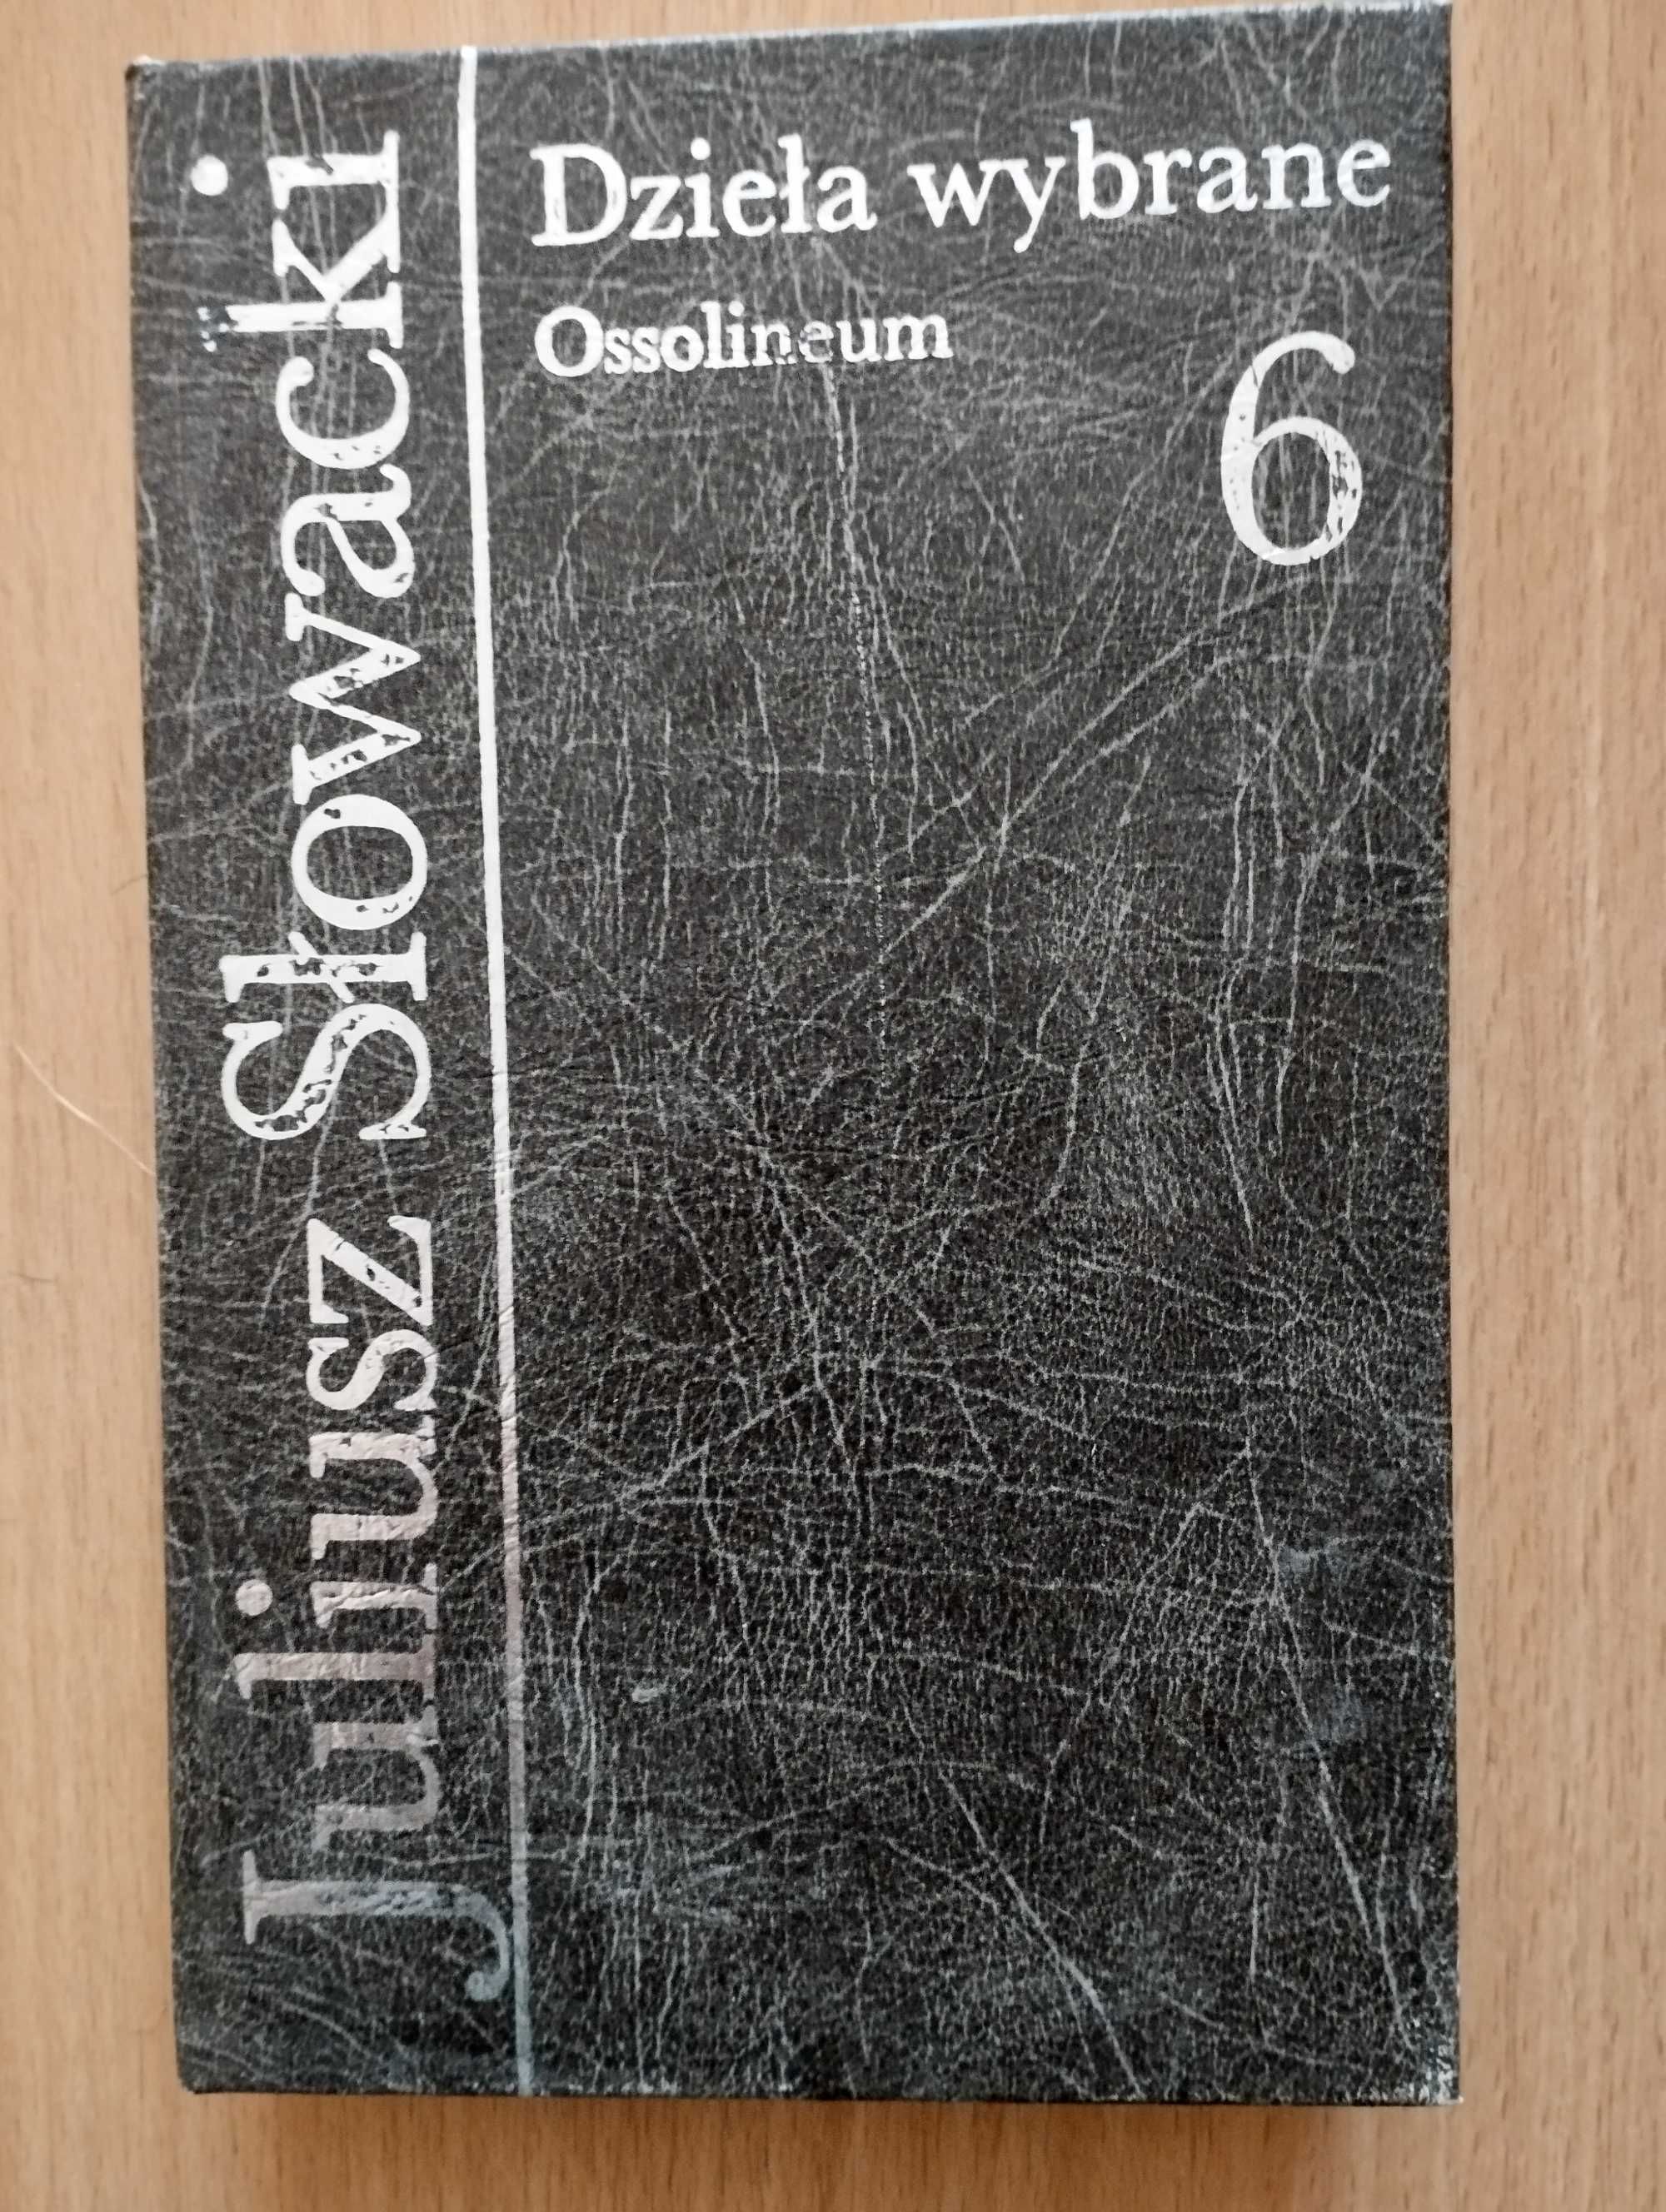 Juliusz Słowacki
Dzieła wybrane
Ossolineum
6